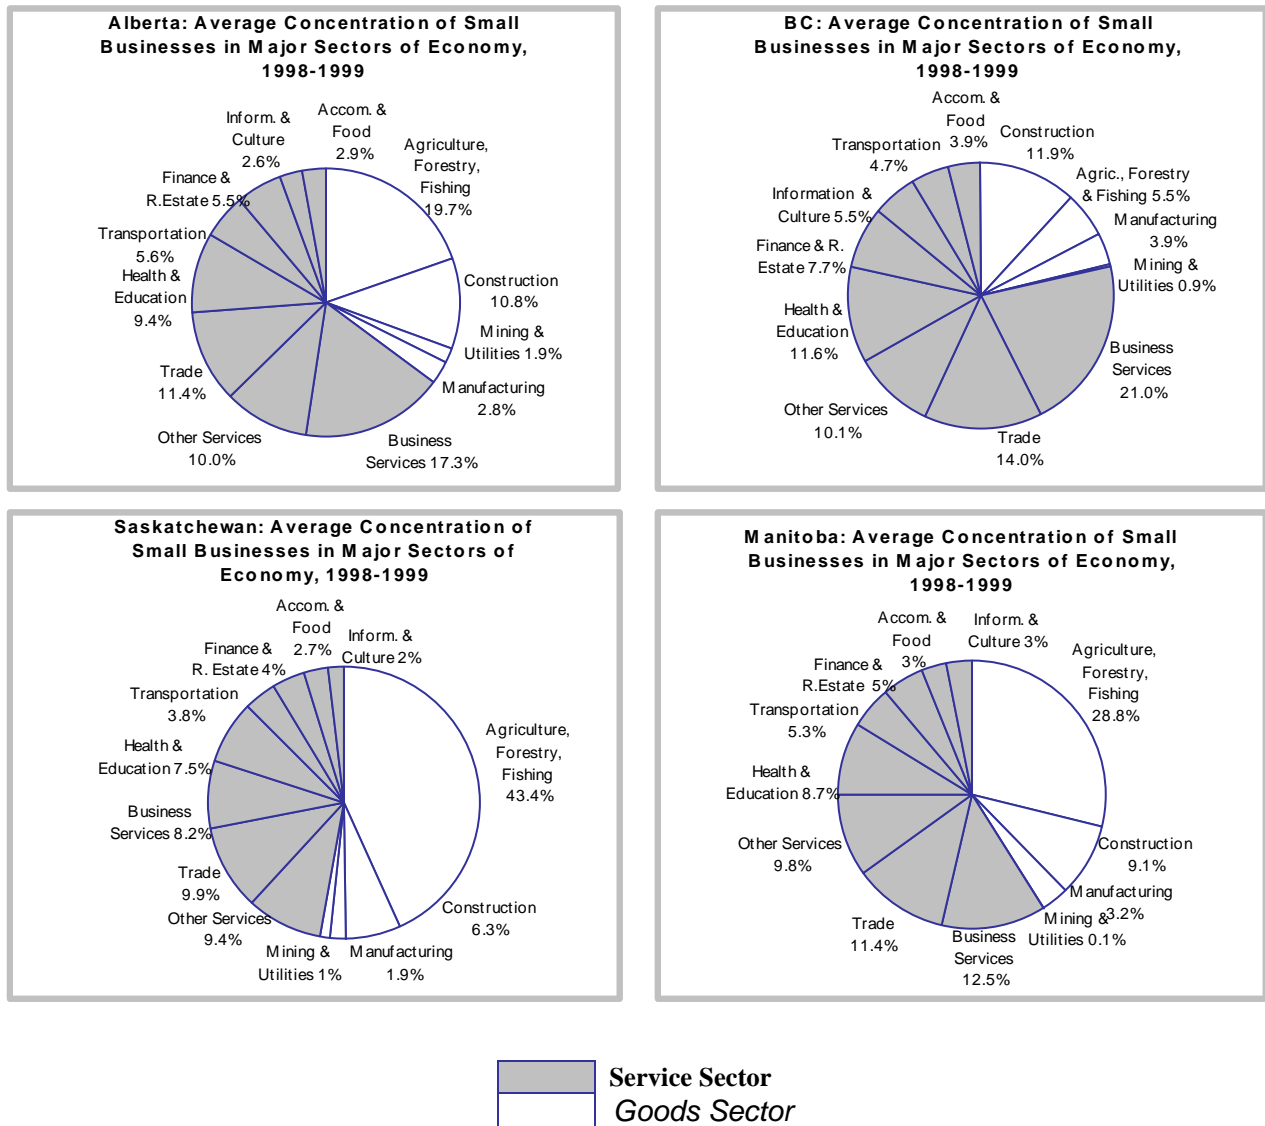 Alberta: Average Concentration of Small
Businesses in Major Sectors of Economy,
1998-1999
Inform. &
Culture
2.6%
Accom. &
Food
2.9%
Agriculture,
Forestry,
Fishing
19.7%
Finance &
R.Estate 5.5%
Transportation
5.6%
Health &
Education
9.4%
Construction
10.8%
Mining &
Utilities 1.9%
Trade
11.4%
Manufacturing
2.8%
Other Services
10.0%
Business
Services 17.3%
BC: Average Concentration of Small
Businesses in Major Sectors of Economy,
1998-1999
Accom. &
Food
3.9%
Construction
11.9%
Transportation
4.7%
Agric., Forestry
& Fishing 5.5%
Information &
Culture 5.5%
Manufacturing
3.9%
Finance & R.
Estate 7.7%
Mining &
Utilities 0.9%
Health &
Education
11.6%
Business
Services
21.0%
Other Services
10.1%
Trade
14.0%
Saskatchewan: Average Concentration of
Small Businesses in Major Sectors of
Economy, 1998-1999
Accom. &
Food
2.7%
Inform. &
Culture 2%
Finance &
R. Estate 4%
Transportation
3.8%
Agriculture,
Forestry,
Fishing
43.4%
Health &
Education 7.5%
Business
Services 8.2%
Trade
9.9%
Other Services
9.4%
Construction
6.3%
Mining &
Utilities 1%
Manufacturing
1.9%
Manitoba: Average Concentration of Small
Businesses in Major Sectors of Economy,
1998-1999
Accom. &
Food
3%
Inform. &
Culture 3%
Agriculture,
Forestry,
Fishing
28.8%
Finance &
R.Estate 5%
Transportation
5.3%
Health &
Education 8.7%
Other Services
9.8%
Construction
9.1%
Manufacturing
3.2%
Mining &
Utilities 0.1%
Trade
11.4%
Business
Services
12.5%
Service Sector
Goods Sector